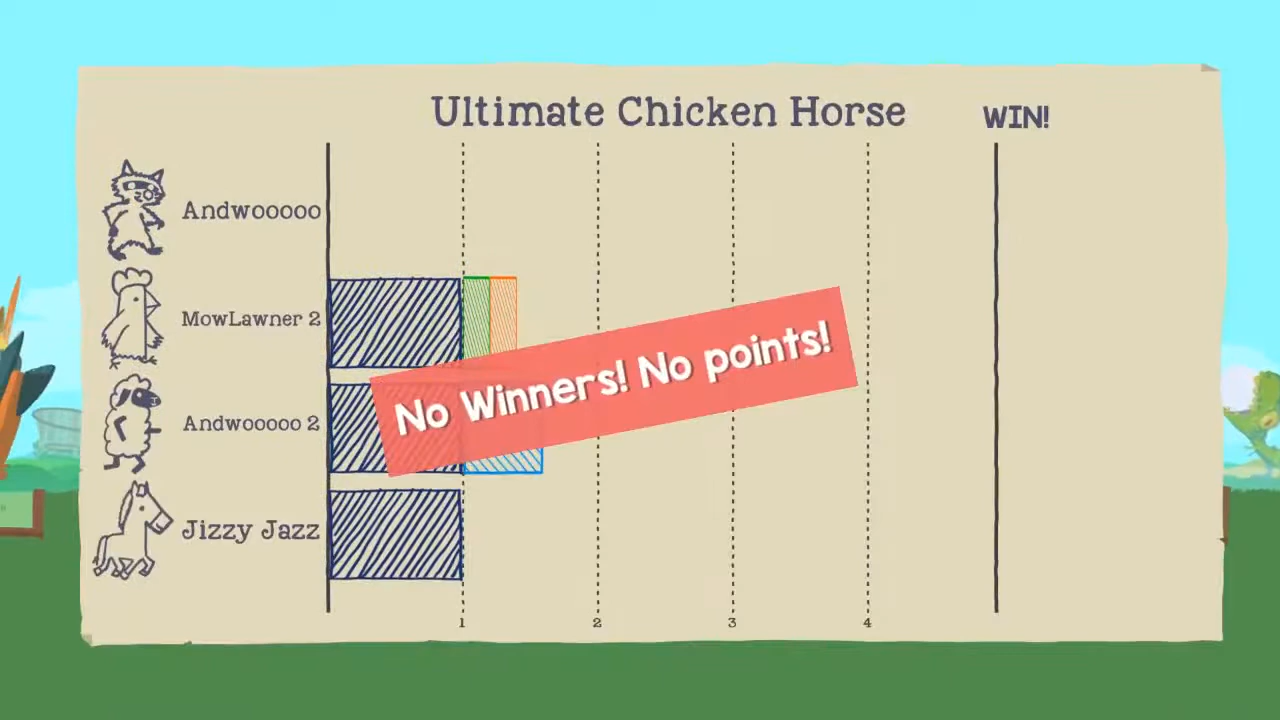 Ultimate Chicken Horse
WIN!
Andwooooo
MowLawner 2
No Winners! No points!
Andwooooo 2
Jizzy Jazz
1 2 3 4